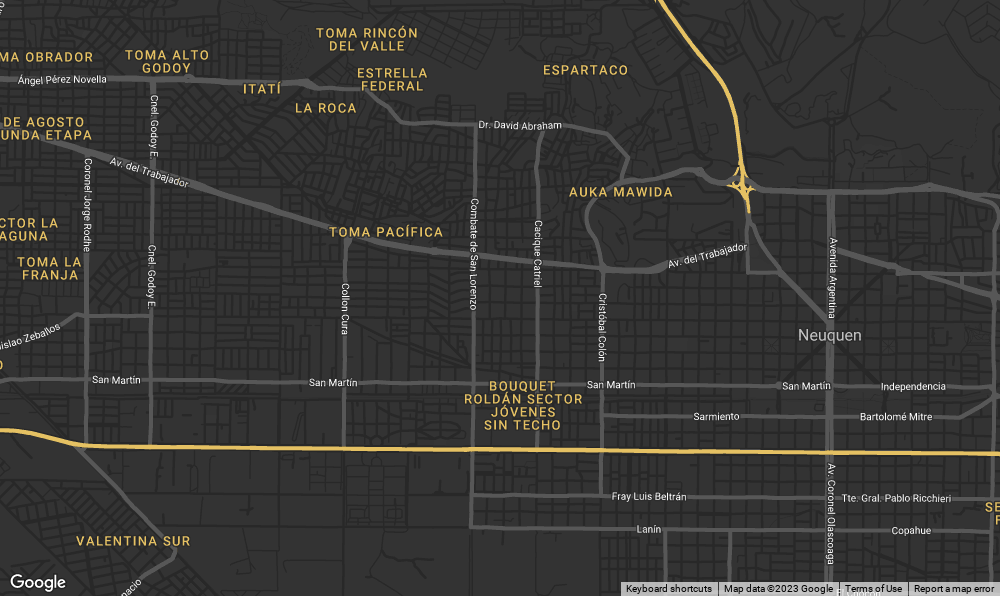 TOMA RINCÓN
DEL VALLE
MA OBRADOR
TOMA ALTO
GODOY
ESTRELLA
FEDERAL
ESPARTACO
Ángel Pérez Novella
ITATÍ
LA ROCA
Cnel. Godoy E.
DE AGOSTO
UNDA ETAPA
Dr. David Abraham
Av. del Trabajador
Coronel Jorge Rodhe
AUKA MAWIDA
CTOR LA
AGUNA
TOMA PACÍFICA
Combate de San Lorenzo
Cacique Catriel
TOMA LA
FRANJA
Cnel. Godoy E.
Av. del Trabajador
Avenida Argentina
Collon Cura
Cristóbal Colón
nislao Zeballos
Neuquen
O
San Martín
San Martín
BOUQUET
ROLDÁN SECTOR
JÓVENES
SIN TECHO
San Martín
San Martín
Independencia
Sarmiento
Bartolomé Mitre
Av. Coronel Olascoaga
Fray Luis Beltrán
Tte. Gral. Pablo Ricchieri
SE
Lanín
Copahue
VALENTINA SUR
pacio
Google
Keyboard shortcuts
Map data ©2023 Google
Terms of Use
Report a map error